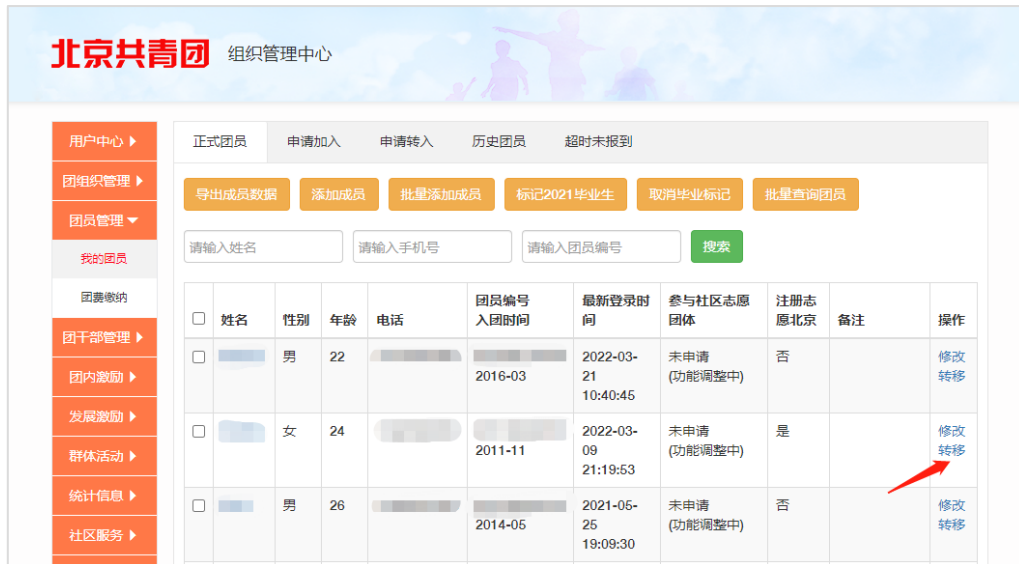 北京共青团 组织管理中心
用户中心
团组织管理
团员管理
我的团员
团费缴纳
团干部管理
团内激励
发展激励
群体活动
统计信息
社区服务
正式团员 申请加入 申请转入 历史团员 超时未报到
导出成员数据 添加成员 批量添加成员 标记2021毕业生 取消毕业标记 批量查询团员
请输入姓名 请输入手机号 请输入团员编号 搜索
姓名 性别 年龄 电话 团员编号 最新登录时 参与社区志愿 注册志 备注 操作
入团时间 间 团体 愿北京
男 22 2022-03- 未申请 否 修改
2016-03 21 (功能调整中) 转移
10:40:45
女 24 2022-03- 未申请 是 修改
2011-11 09 (功能调整中) 转移
21:19:53
男 26 2021-05- 未申请 否 修改
2014-05 25 (功能调整中) 转移
19:09:30